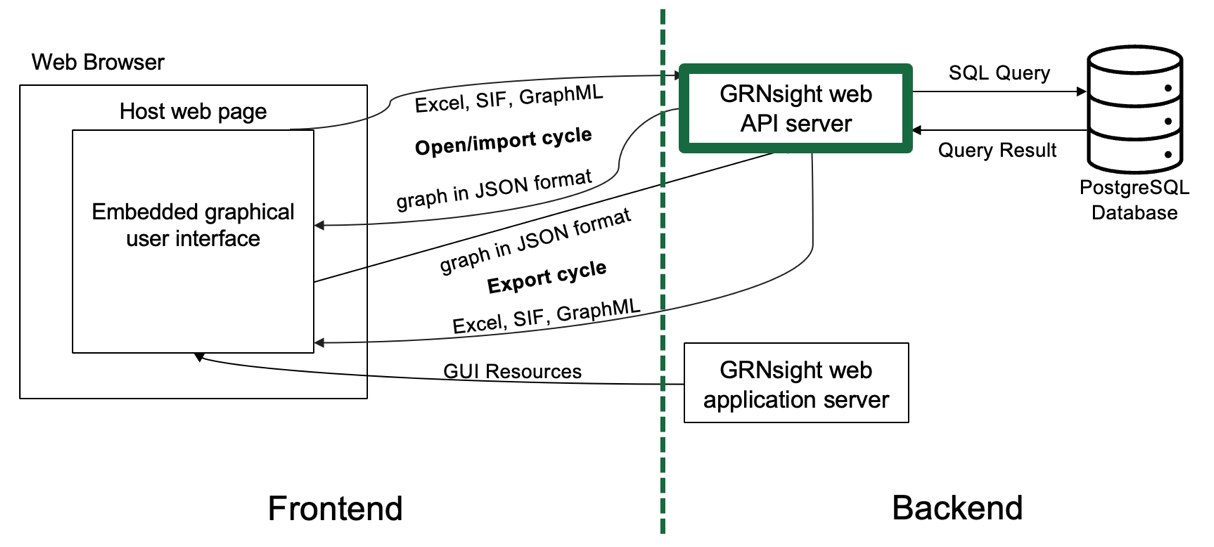 Web Browser
Host web page
Embedded graphical
user interface
Excel, SIF, GraphML
Open/import cycle
graph in JSON format
graph in JSON format
Export cycle
Excel, SIF, GraphML
GUI Resources
GRNsight web
API server
SQL Query
Query Result
PostgreSQL
Database
GRNsight web
application server
Frontend
Backend